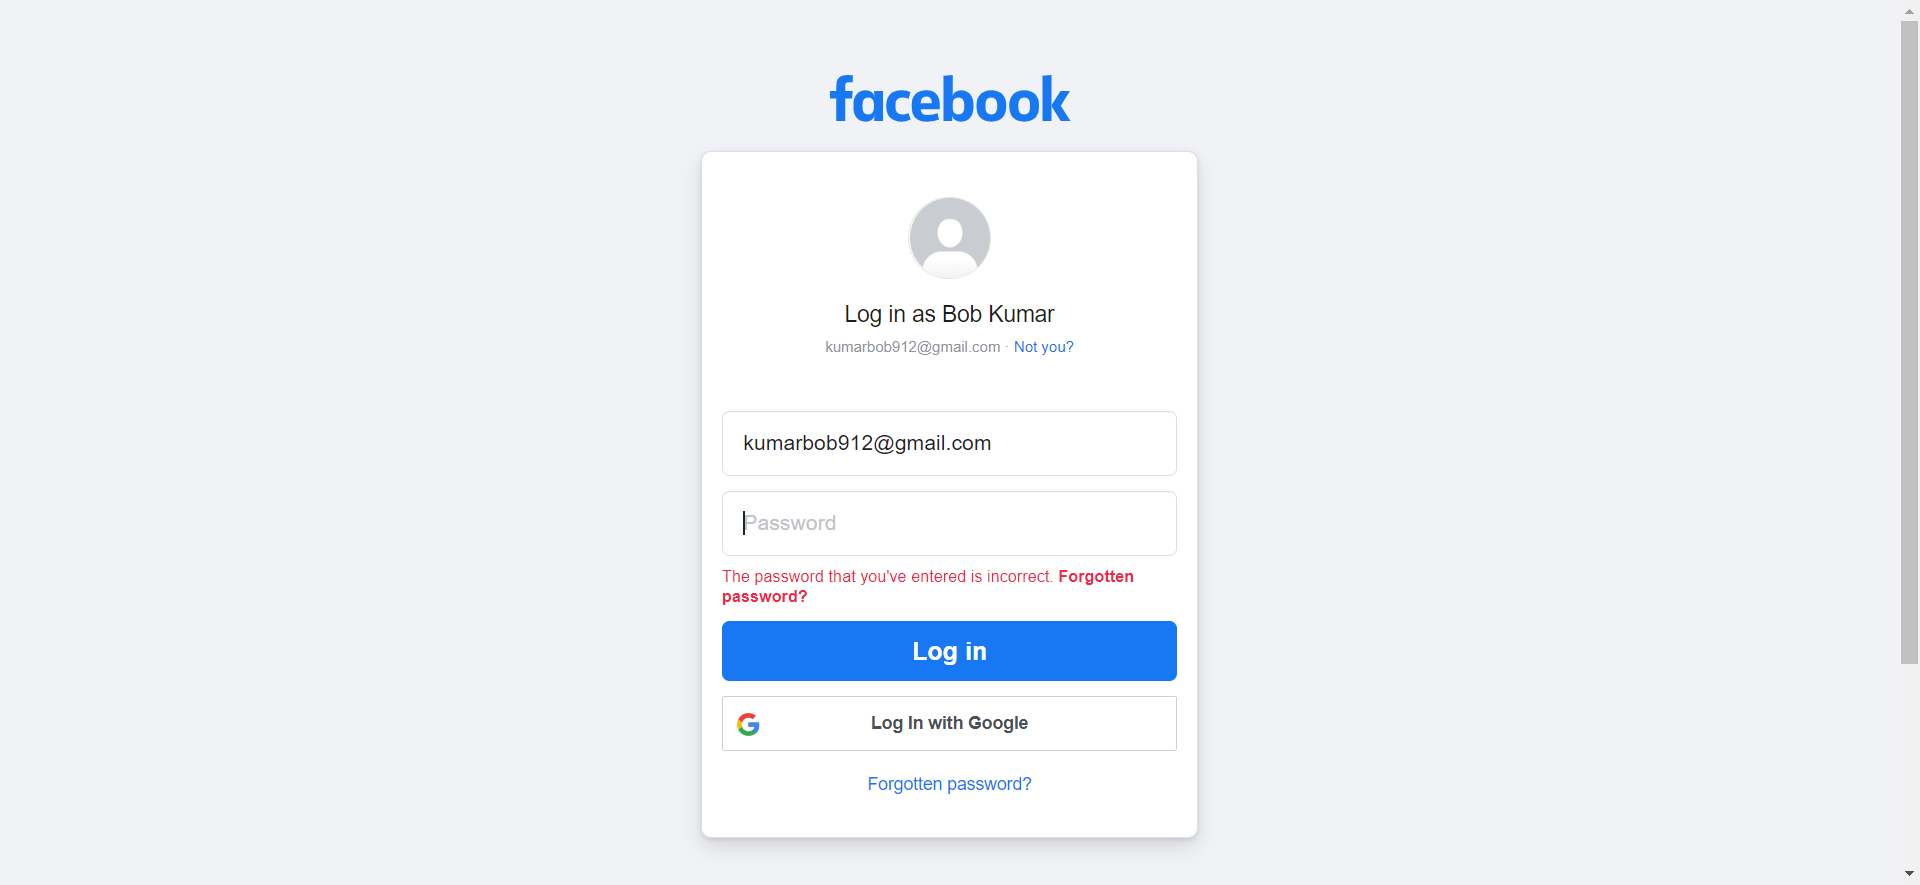 facebook
Log in as Bob Kumar
kumarbob912@gmail.com · Not you?
kumarbob912@gmail.com
Password
The password that you've entered is incorrect. Forgotten
password?
Log in
Log In with Google
Forgotten password?